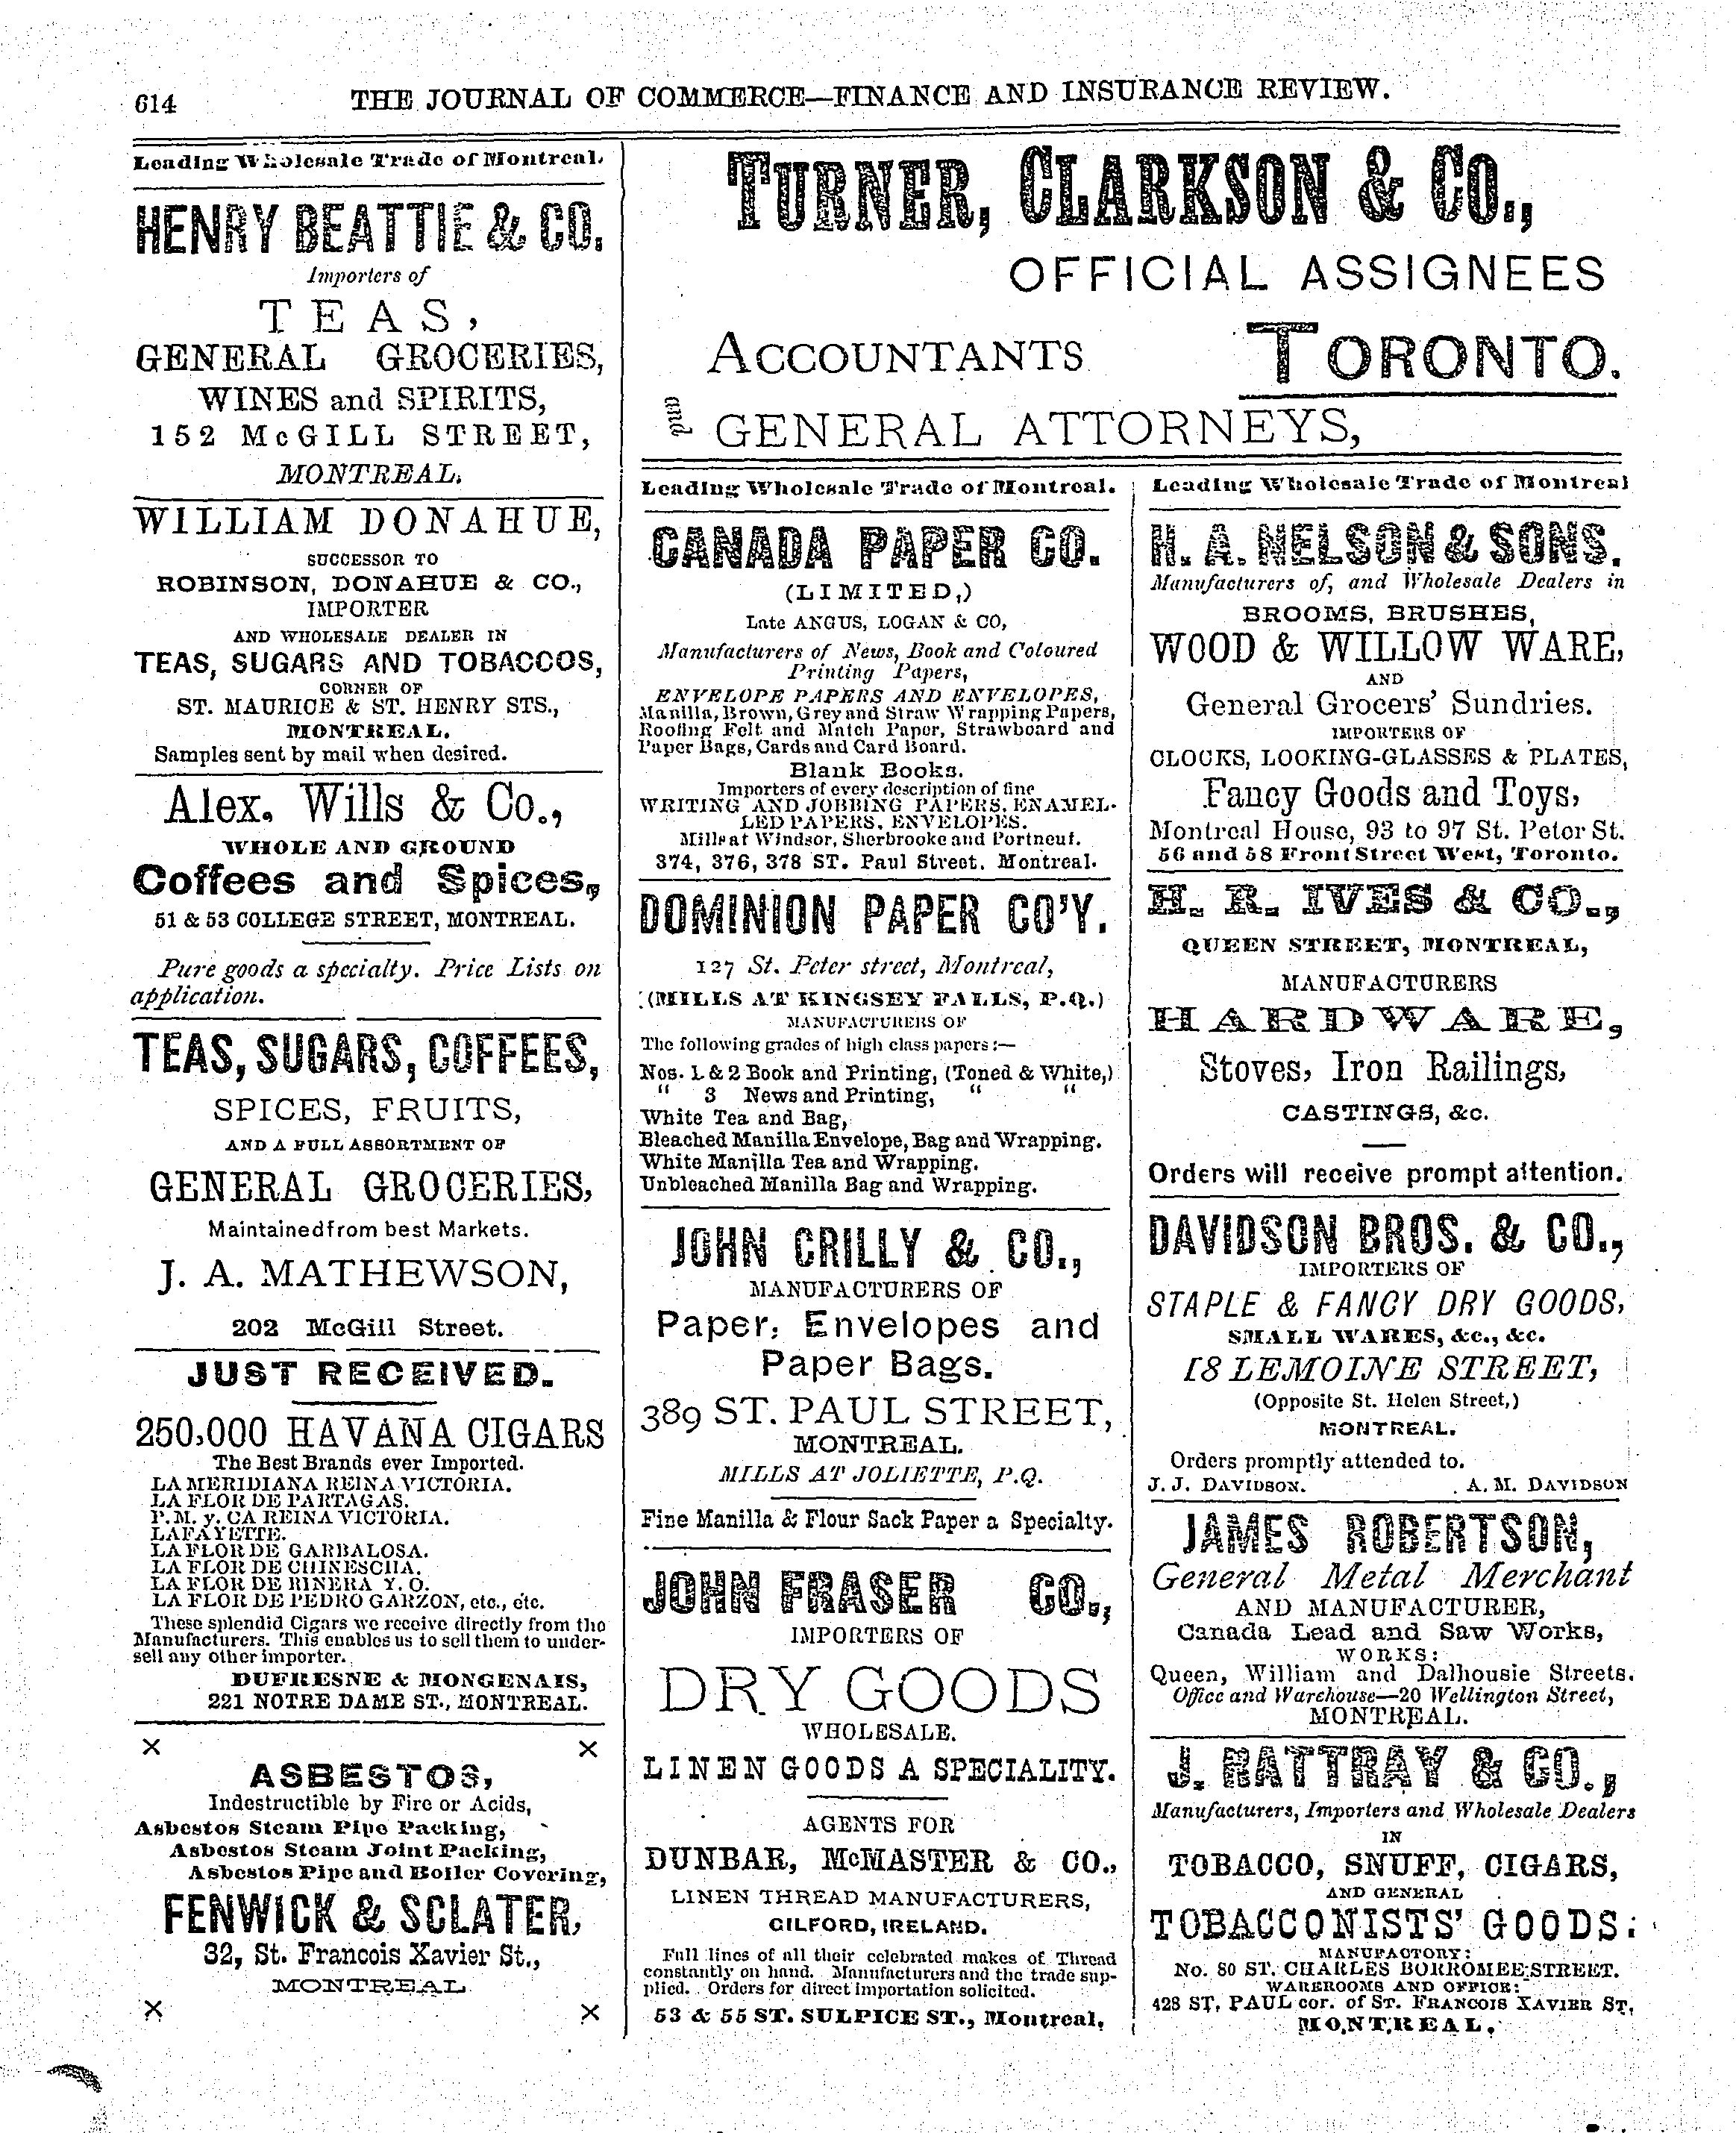 614
THE JOURNAL OF COMMERCE—FINANCE AND INSURANCE REVIEW.
Leading Wholesale Trade of Montreal.
HENRY BEATTIE & CO.
Importers of
TEAS,
GENERAL GROCERIES,
WINES and SPIRITS,
152 McGILL STREET,
MONTREAL.
WILLIAM DONAHUE,
SUCCESSOR TO
ROBINSON, DONAHUE & CO.,
IMPORTER
AND WHOLESALE DEALER IN
TEAS, SUGARS AND TOBACCOS,
CORNER OF
ST. MAURICE & ST. HENRY STS.,
MONTREAL.
Samples sent by mail when desired.
Alex. Wills & Co.,
WHOLE AND GROUND
Coffees and Spices,
51 & 53 COLLEGE STREET, MONTREAL.
Pure goods a specialty. Price Lists on
application.
TEAS, SUGARS, COFFEES,
SPICES, FRUITS,
AND A FULL ASSORTMENT OF
GENERAL GROCERIES,
Maintained from best Markets.
J. A. MATHEWSON,
202 McGill Street.
JUST RECEIVED.
250,000 HAVANA CIGARS
The Best Brands ever Imported.
LA MERIDIANA REINA VICTORIA.
LA FLOR DE PARTAGAS.
P. M. y. CA REINA VICTORIA.
LAFAYETTE.
LA FLOR DE GARBALOSA.
LA FLOR DE CHINESCHA.
LA FLOR DE RINERA Y. O.
LA FLOR DE PEDRO GARZON, etc., etc.
These splendid Cigars we receive directly from the
Manufacturers. This enables us to sell them to under-
sell any other importer.
DUFRESNE & MONGENAIS,
221 NOTRE DAME ST., MONTREAL.
× ×
ASBESTOS,
Indestructible by Fire or Acids,
Asbestos Steam Pipe Packing,
Asbestos Steam Joint Packing,
Asbestos Pipe and Boiler Covering,
FENWICK & SCLATER,
32, St. Francois Xavier St.,
MONTREAL
× ×
TURNER, CLARKSON & CO.,
OFFICIAL ASSIGNEES
ACCOUNTANTS TORONTO.
and GENERAL ATTORNEYS,
Leading Wholesale Trade of Montreal.
CANADA PAPER CO.
(LIMITED,)
Late ANGUS, LOGAN & CO,
Manufacturers of News, Book and Coloured
Printing Papers,
ENVELOPE PAPERS AND ENVELOPES,
Manilla, Brown, Grey and Straw Wrapping Papers,
Roofing Felt and Match Paper, Strawboard and
Paper Bags, Cards and Card Board.
Blank Books.
Importers of every description of fine
WRITING AND JOBBING PAPERS, ENAMEL-
LED PAPERS, ENVELOPES.
Mills at Windsor, Sherbrooke and Portneuf.
374, 376, 378 ST. Paul Street, Montreal.
DOMINION PAPER CO'Y.
127 St. Peter street, Montreal,
(MILLS AT KINGSEY FALLS, P.Q.)
MANUFACTURERS OF
The following grades of high class papers:—
Nos. 1 & 2 Book and Printing, (Toned & White,)
" 3 News and Printing, " "
White Tea and Bag,
Bleached Manilla Envelope, Bag and Wrapping.
White Manilla Tea and Wrapping.
Unbleached Manilla Bag and Wrapping.
JOHN CRILLY & CO.,
MANUFACTURERS OF
Paper, Envelopes and
Paper Bags.
389 ST. PAUL STREET,
MONTREAL.
MILLS AT JOLIETTE, P.Q.
Fine Manilla & Flour Sack Paper a Specialty.
JOHN FRASER CO.,
IMPORTERS OF
DRY GOODS
WHOLESALE.
LINEN GOODS A SPECIALITY.
AGENTS FOR
DUNBAR, McMASTER & CO.,
LINEN THREAD MANUFACTURERS,
GILFORD, IRELAND.
Full lines of all their celebrated makes of Thread
constantly on hand. Manufacturers and the trade sup-
plied. Orders for direct importation solicited.
53 & 55 ST. SULPICE ST., Montreal.
Leading Wholesale Trade of Montreal
H. A. NELSON & SONS.
Manufacturers of, and Wholesale Dealers in
BROOMS, BRUSHES,
WOOD & WILLOW WARE,
AND
General Grocers' Sundries.
IMPORTERS OF
CLOCKS, LOOKING-GLASSES & PLATES,
Fancy Goods and Toys,
Montreal House, 93 to 97 St. Peter St.
56 and 58 Front Street West, Toronto.
H. R. IVES & CO.,
QUEEN STREET, MONTREAL,
MANUFACTURERS
HARDWARE,
Stoves, Iron Railings,
CASTINGS, &c.
Orders will receive prompt attention.
DAVIDSON BROS. & CO.,
IMPORTERS OF
STAPLE & FANCY DRY GOODS,
SMALL WARES, &c., &c.
18 LEMOINE STREET,
(Opposite St. Helen Street,)
MONTREAL.
Orders promptly attended to.
J. J. DAVIDSON. A. M. DAVIDSON
JAMES ROBERTSON,
General Metal Merchant
AND MANUFACTURER,
Canada Lead and Saw Works,
WORKS:
Queen, William and Dalhousie Streets.
Office and Warehouse—20 Wellington Street,
MONTREAL.
J. RATTRAY & CO.,
Manufacturers, Importers and Wholesale Dealers
IN
TOBACCO, SNUFF, CIGARS,
AND GENERAL
TOBACCONISTS' GOODS:
MANUFACTORY:
No. 80 ST. CHARLES BORROMEE STREET.
WAREROOMS AND OFFICE:
428 ST. PAUL cor. of ST. FRANCOIS XAVIER ST.
MONTREAL.